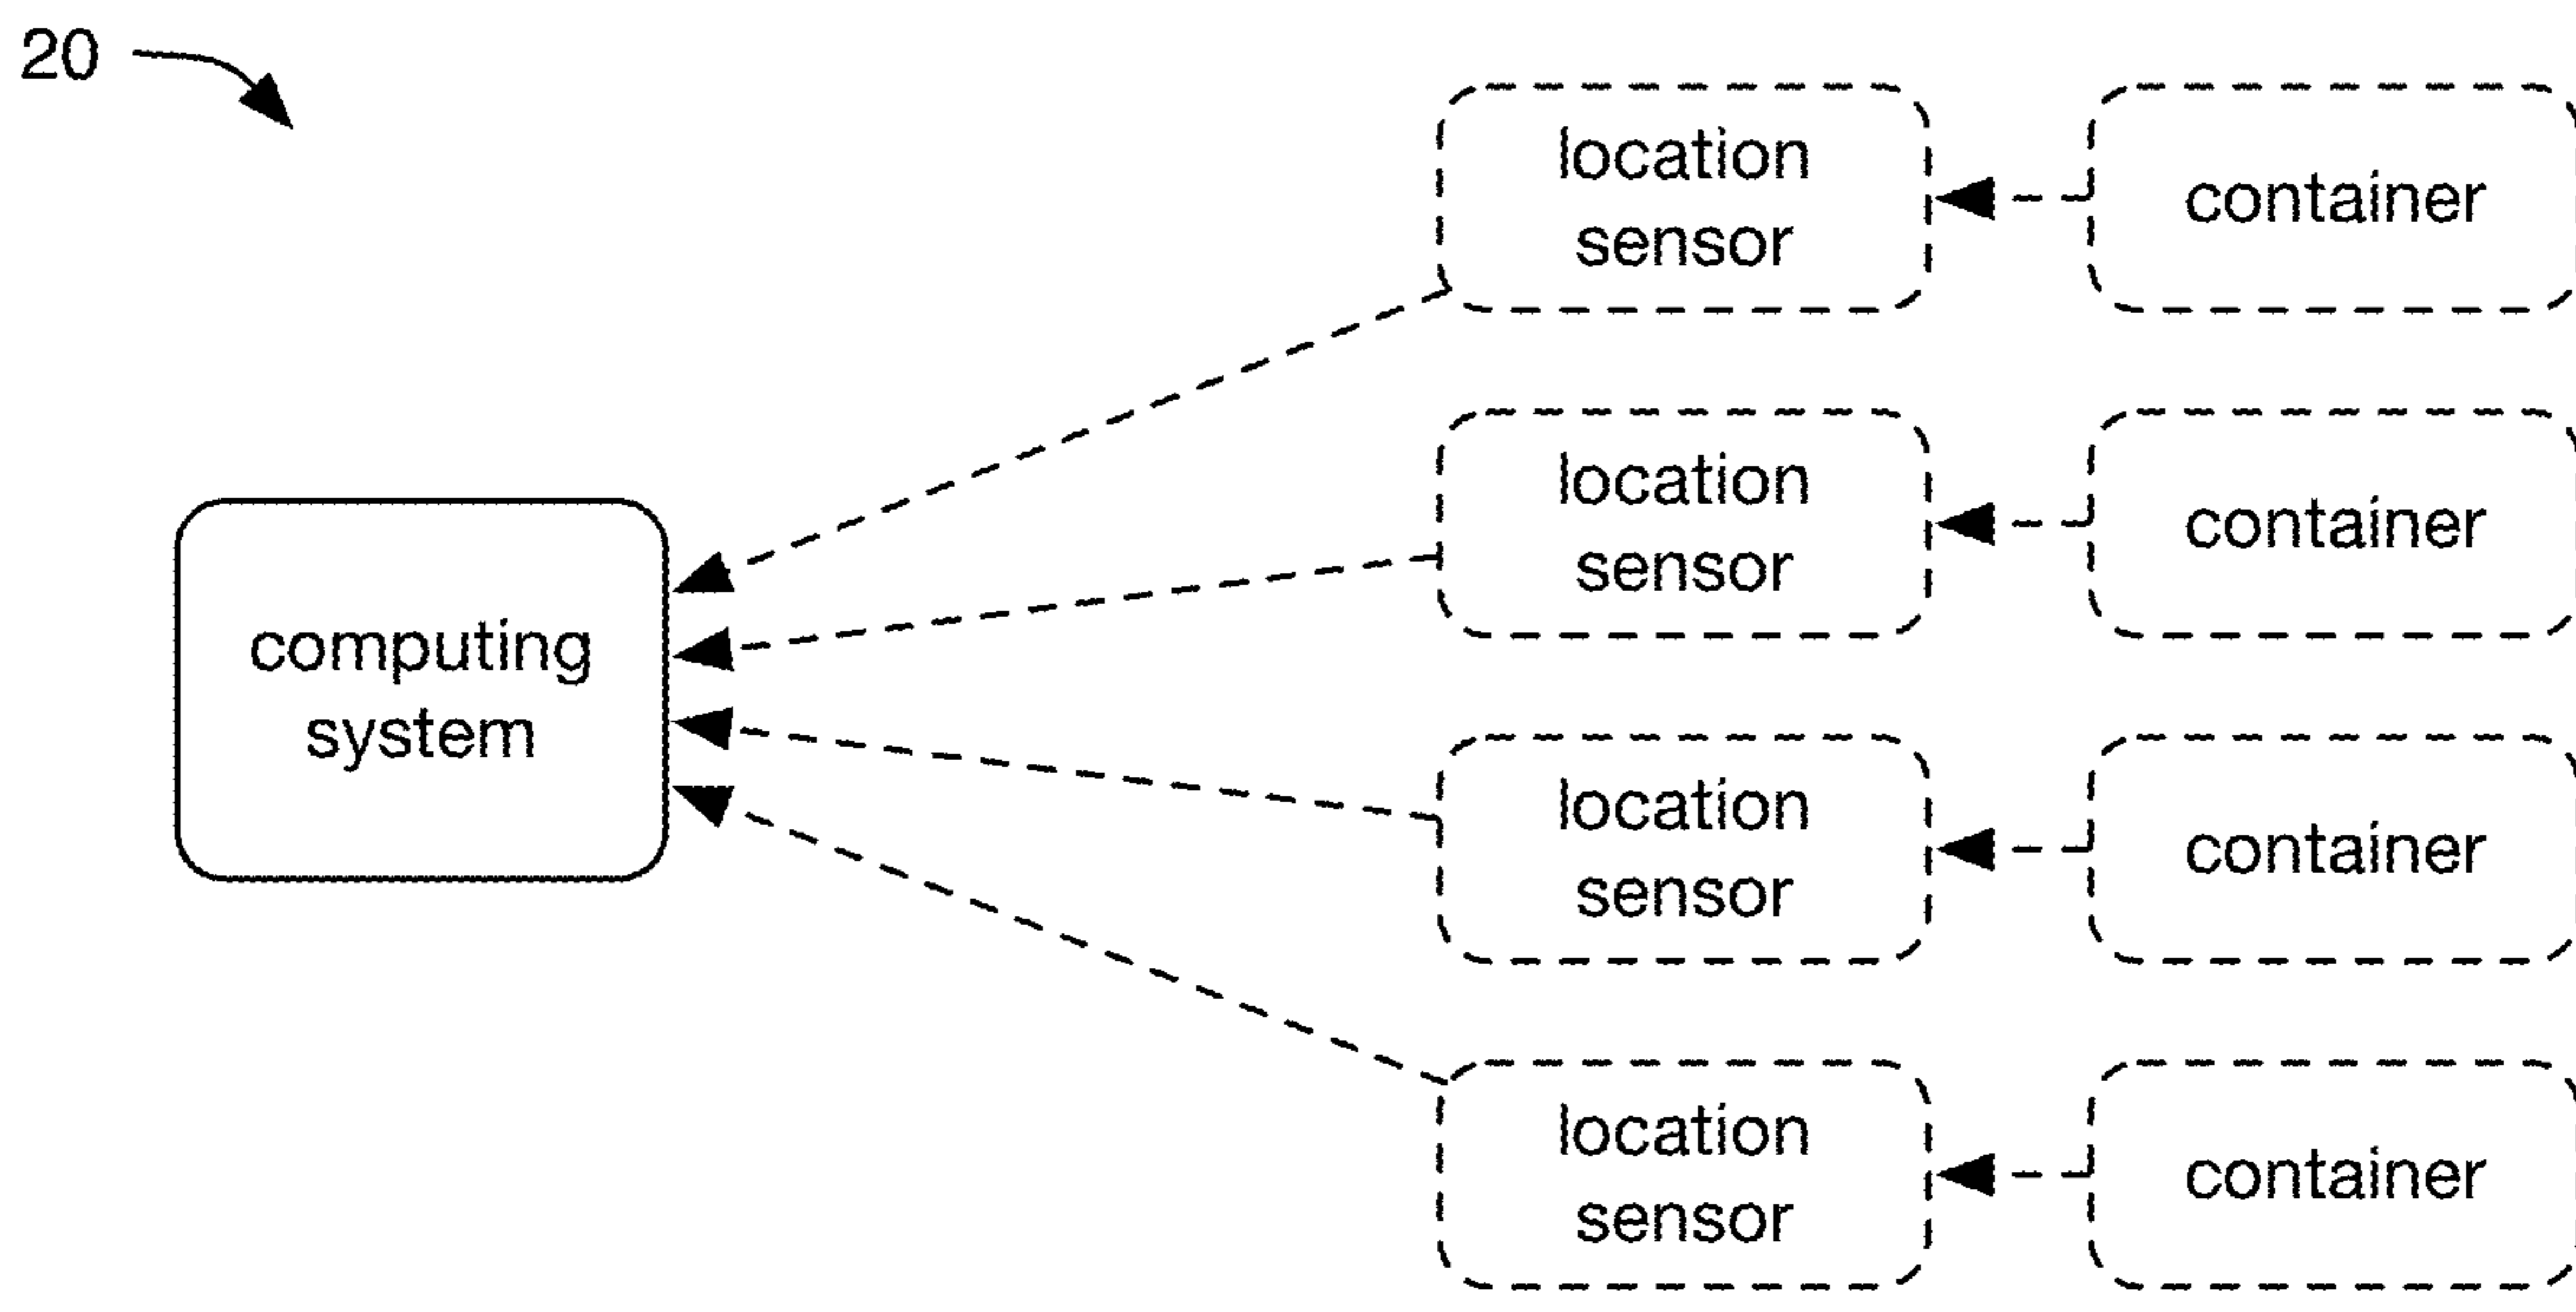 20
location
sensor
container
location
sensor
container
computing
system
location
sensor
container
location
sensor
container